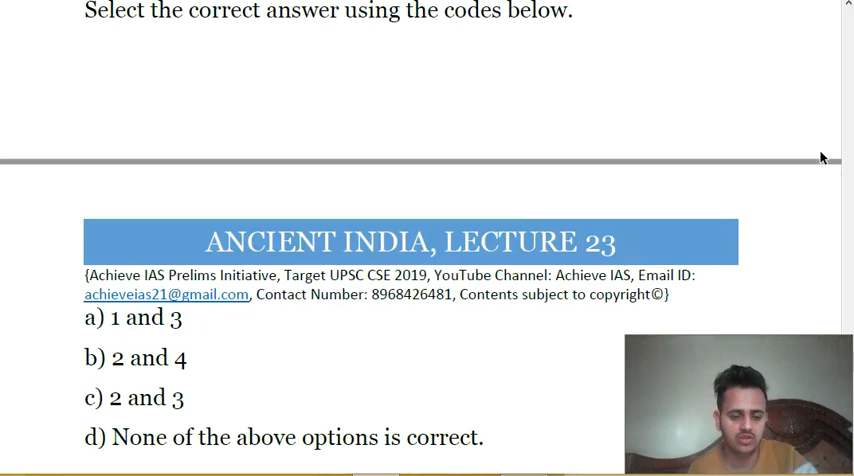 Select the correct answer using the codes below.
ANCIENT INDIA, LECTURE 23
{Achieve IAS Prelims Initiative, Target UPSC CSE 2019, YouTube Channel: Achieve IAS, Email ID:
achieveias21@gmail.com, Contact Number: 8968426481, Contents subject to copyright©}
a) 1 and 3
b) 2 and 4
c) 2 and 3
d) None of the above options is correct.